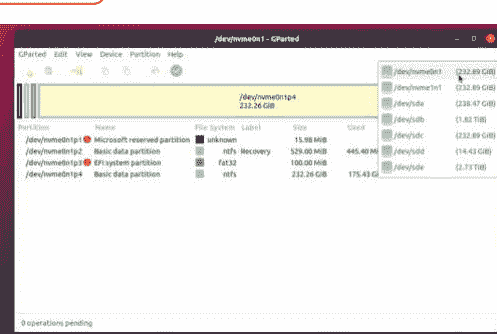 /dev/nvme0n1 - GParted
GParted Edit View Device Partition Help
/dev/nvme0n1 (232.89 GiB)
/dev/nvme1n1 (232.89 GiB)
/dev/sda (238.47 GiB)
/dev/sdb (1.82 TiB)
/dev/sdc (232.89 GiB)
/dev/sdd (14.43 GiB)
/dev/sde (2.73 TiB)
/dev/nvme0n1p4
232.26 GiB
Partition Name File System Label Size Used
/dev/nvme0n1p1 Microsoft reserved partition unknown 15.98 MiB
/dev/nvme0n1p2 Basic data partition ntfs Recovery 529.00 MiB 445.40
/dev/nvme0n1p3 EFI system partition fat32 100.00 MiB
/dev/nvme0n1p4 Basic data partition ntfs 232.26 GiB 175.43
0 operations pending